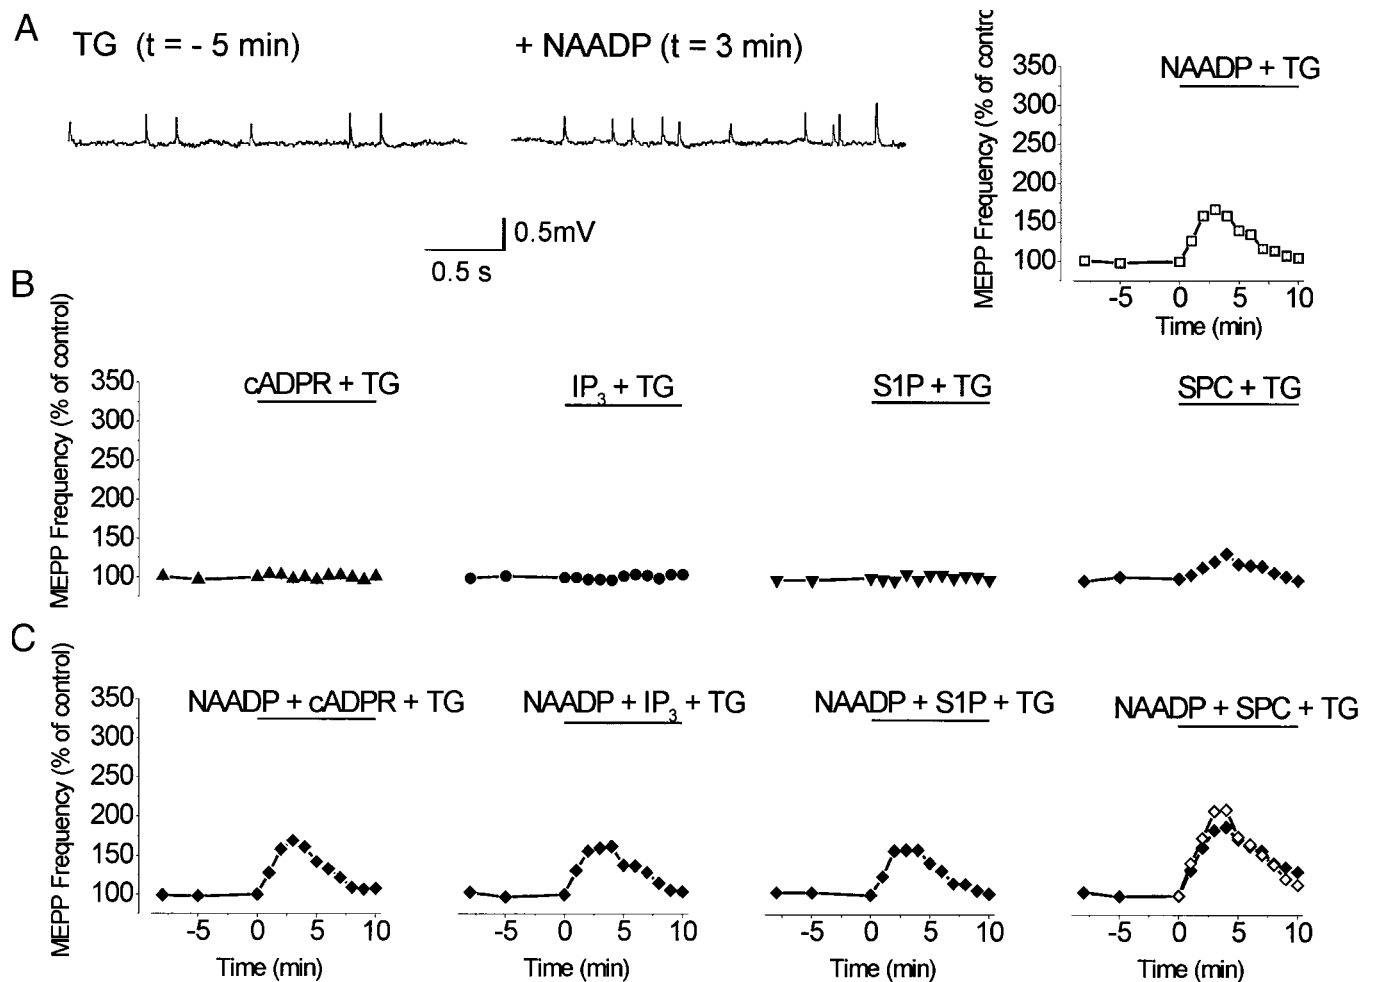 A
TG (t = - 5 min)
+ NAADP (t = 3 min)
0.5mV
0.5 s
MEPP Frequency (% of contro
350
300
250
200
150
100
NAADP + TG
-5 0 5 10
Time (min)
B
MEPP Frequency (% of control)
350
300
250
200
150
100
cADPR + TG
IP3 + TG
S1P + TG
SPC + TG
C
MEPP Frequency (% of control)
350
300
250
200
150
100
NAADP + cADPR + TG
NAADP + IP3 + TG
NAADP + S1P + TG
NAADP + SPC + TG
-5 0 5 10
-5 0 5 10
-5 0 5 10
-5 0 5 10
Time (min)
Time (min)
Time (min)
Time (min)